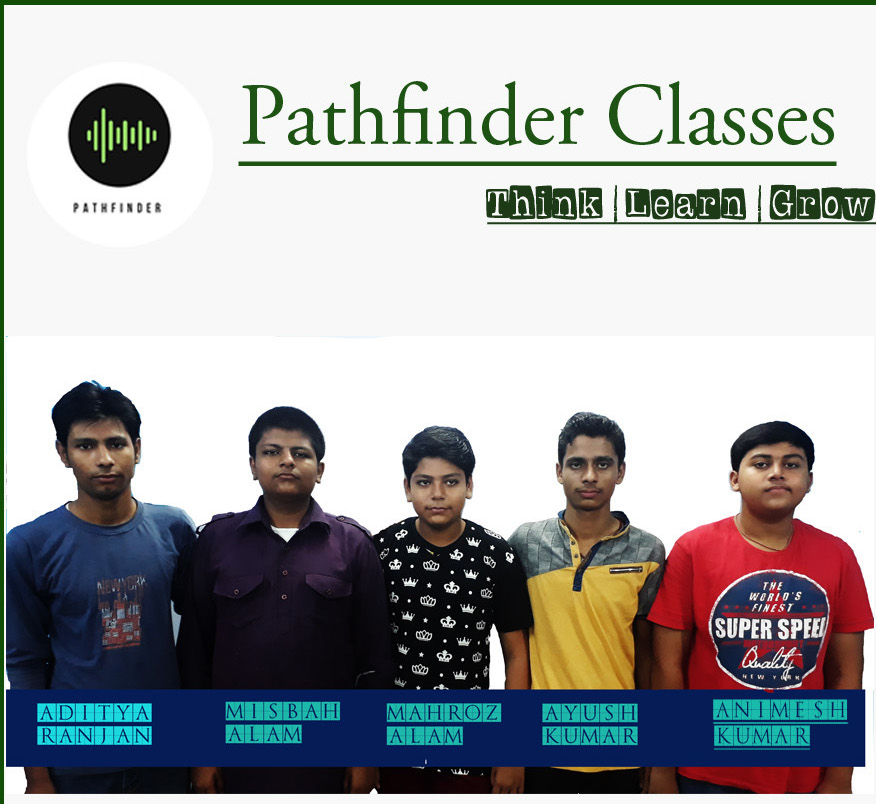 Pathfinder Classes
PATHFINDER
Think | Learn | Grow
NEW YORK
THE
WORLD'S
FINEST
SUPER SPEED
Quality
NEW YORK
ADITYA
RANJAN
MISBAH
ALAM
MAHROZ
ALAM
AYUSH
KUMAR
ANIMESH
KUMAR